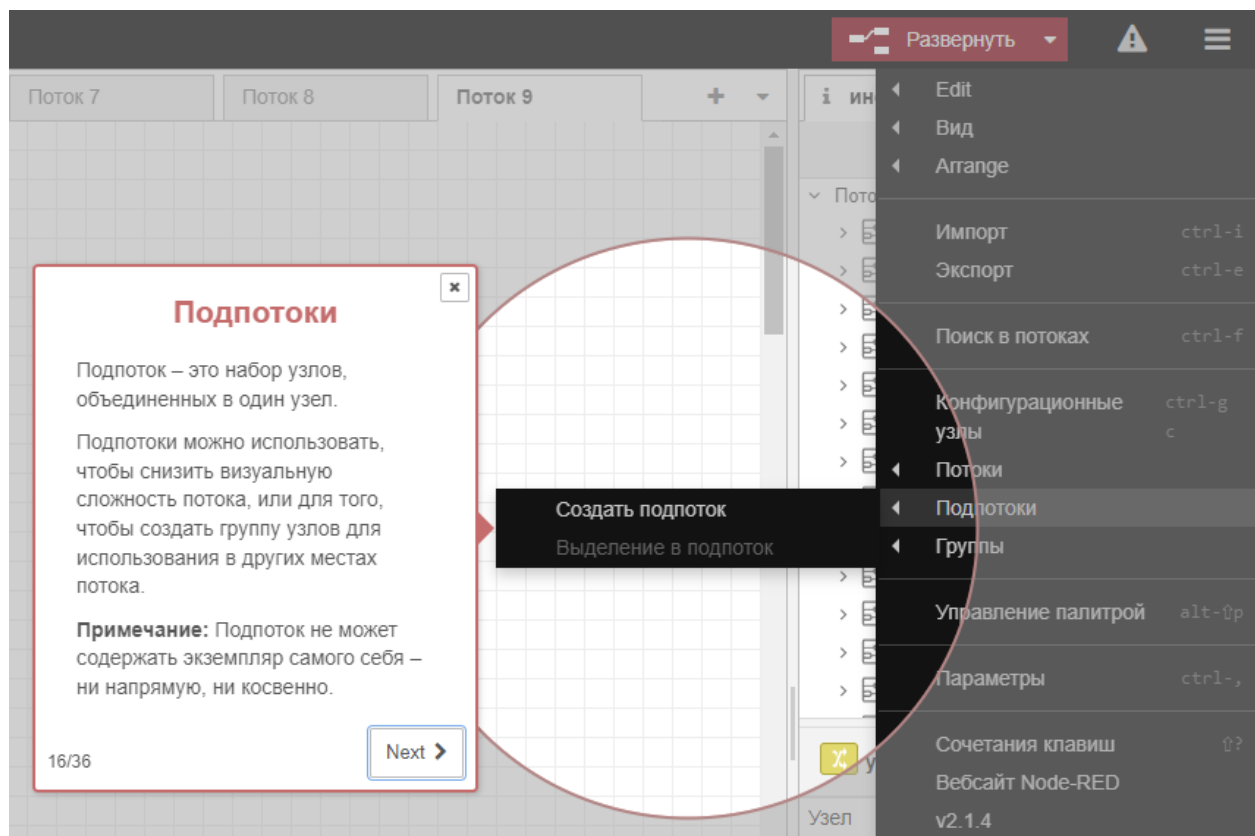 Развернуть
Поток 7
Поток 8
Поток 9
Подпотоки
Подпоток – это набор узлов,
объединенных в один узел.
Подпотоки можно использовать,
чтобы снизить визуальную
сложность потока, или для того,
чтобы создать группу узлов для
использования в других местах
потока.
Примечание: Подпоток не может
содержать экземпляр самого себя –
ни напрямую, ни косвенно.
16/36
Next
Создать подпоток
Выделение в подпоток
Узел
Edit
Вид
Arrange
Импорт ctrl-i
Экспорт ctrl-e
Поиск в потоках ctrl-f
Конфигурационные ctrl-g
узлы c
Потоки
Подпотоки
Группы
Управление палитрой alt-⇧p
Параметры ctrl-,
Сочетания клавиш ⇧?
Вебсайт Node-RED
v2.1.4